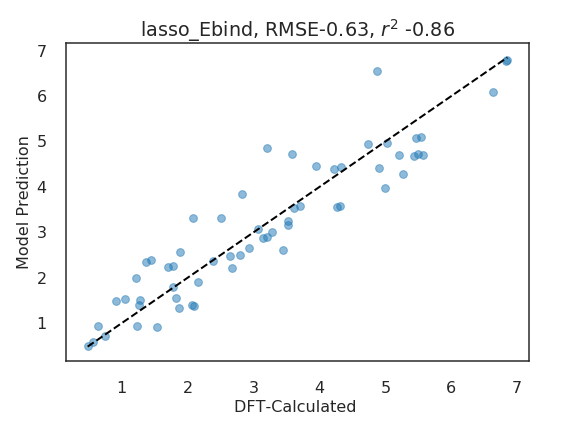 lasso_Ebind, RMSE-0.63, r² -0.86
7
6
5
4
3
2
1
Model Prediction
1 2 3 4 5 6 7
DFT-Calculated